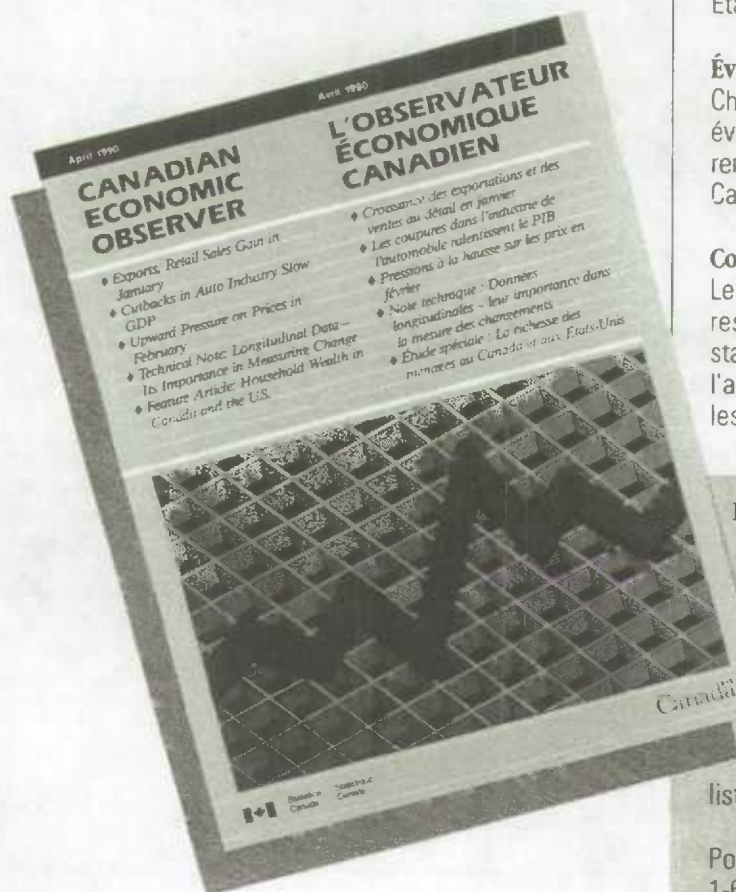 April 1990
Avril 1990
CANADIAN
ECONOMIC
OBSERVER
♦ Exports, Retail Sales Gain in
January
♦ Cutbacks in Auto Industry Slow
GDP
♦ Upward Pressure on Prices in
February
♦ Technical Note: Longitudinal Data –
Its Importance in Measuring Change
♦ Feature Article: Household Wealth in
Canada and the U.S.
L'OBSERVATEUR
ÉCONOMIQUE
CANADIEN
♦ Croissance des exportations et des
ventes au détail en janvier
♦ Les coupures dans l'industrie de
l'automobile ralentissent le PIB
♦ Pressions à la hausse sur les prix en
février
♦ Note technique : Données
longitudinales – leur importance dans
la mesure des changements
♦ Étude spéciale : La richesse des
ménages au Canada et aux États-Unis
Statistics
Canada
Statistique
Canada
Canada
Éta
Év
Ch
év
ren
Ca
Co
Le
res
sta
l'a
les
list
Po